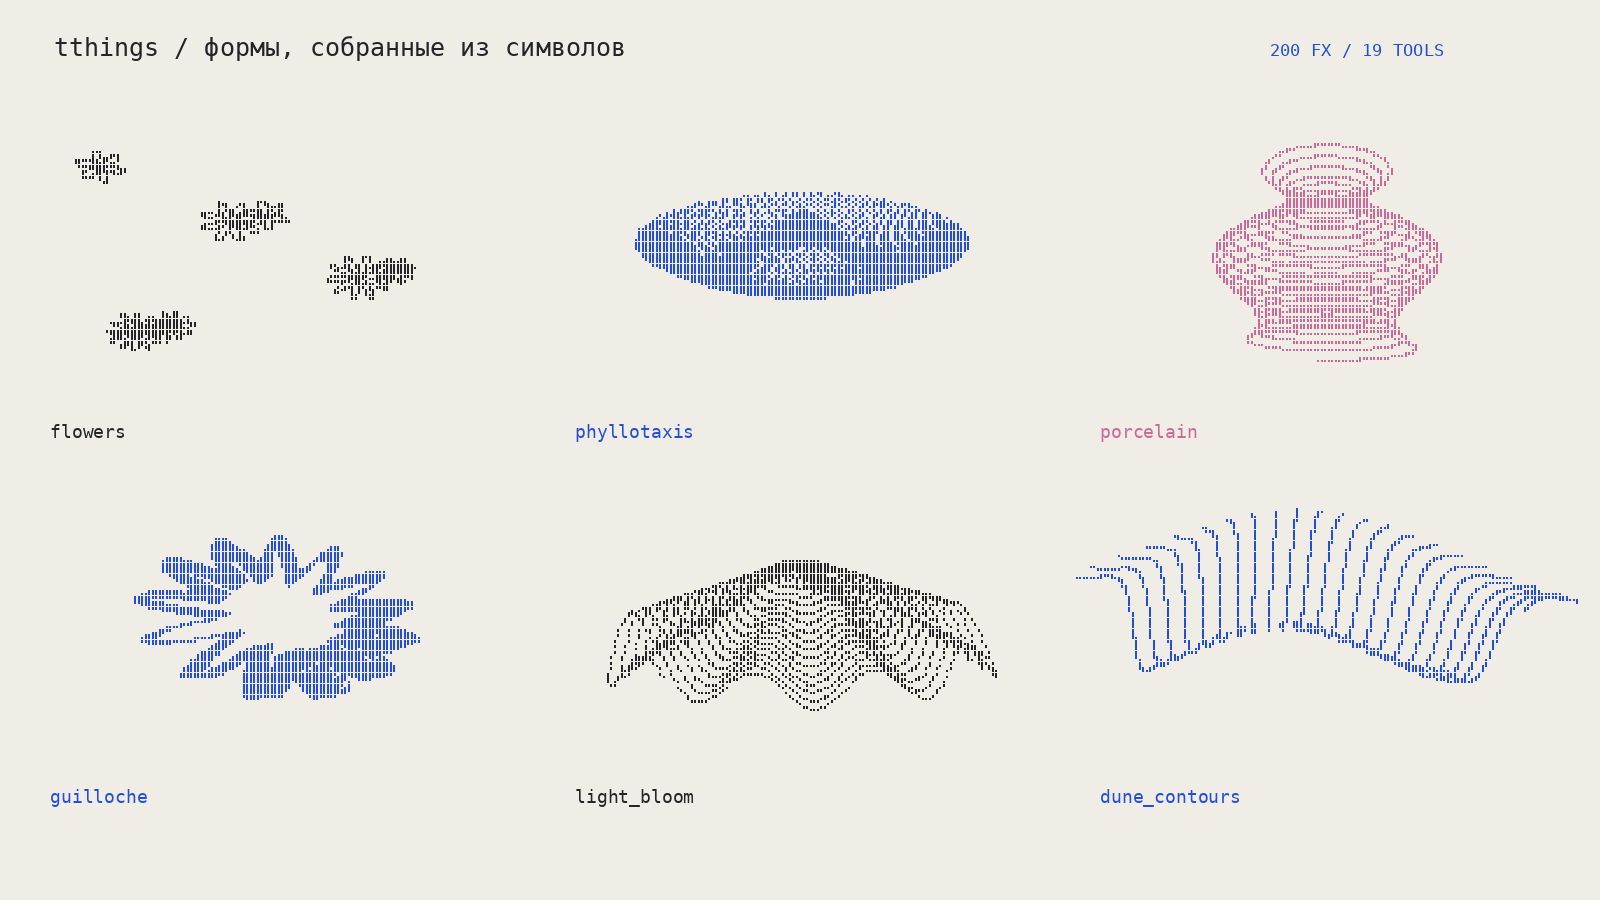 tthings / формы, собранные из символов
200 FX / 19 TOOLS
flowers
phyllotaxis
porcelain
guilloche
light_bloom
dune_contours